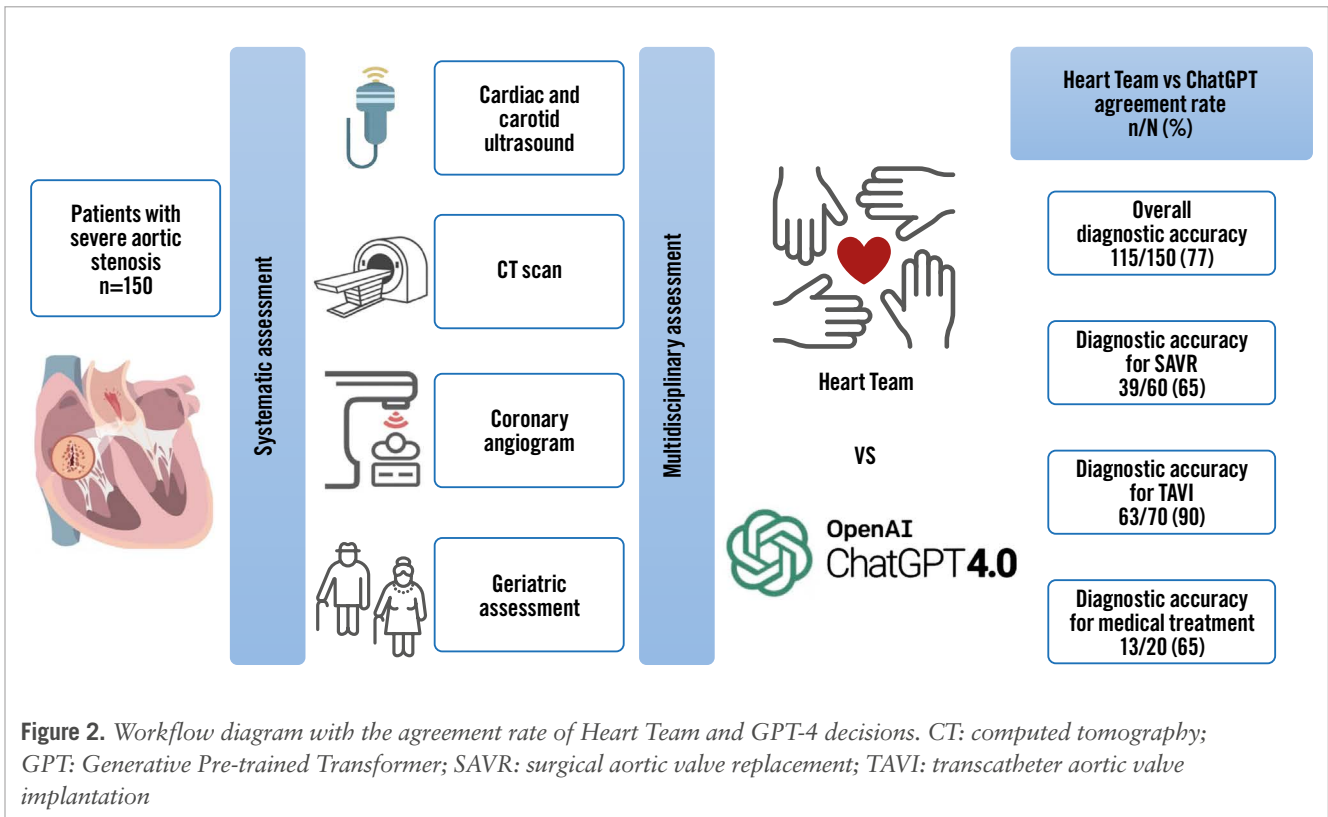 Patients with
severe aortic
stenosis
n=150
Systematic assessment
Cardiac and
carotid
ultrasound
CT scan
Coronary
angiogram
Geriatric
assessment
Multidisciplinary assessment
Heart Team
VS
OpenAI
ChatGPT4.0
Heart Team vs ChatGPT
agreement rate
n/N (%)
Overall
diagnostic accuracy
115/150 (77)
Diagnostic accuracy
for SAVR
39/60 (65)
Diagnostic accuracy
for TAVI
63/70 (90)
Diagnostic accuracy
for medical treatment
13/20 (65)
Figure 2. Workflow diagram with the agreement rate of Heart Team and GPT-4 decisions. CT: computed tomography;
GPT: Generative Pre-trained Transformer; SAVR: surgical aortic valve replacement; TAVI: transcatheter aortic valve
implantation